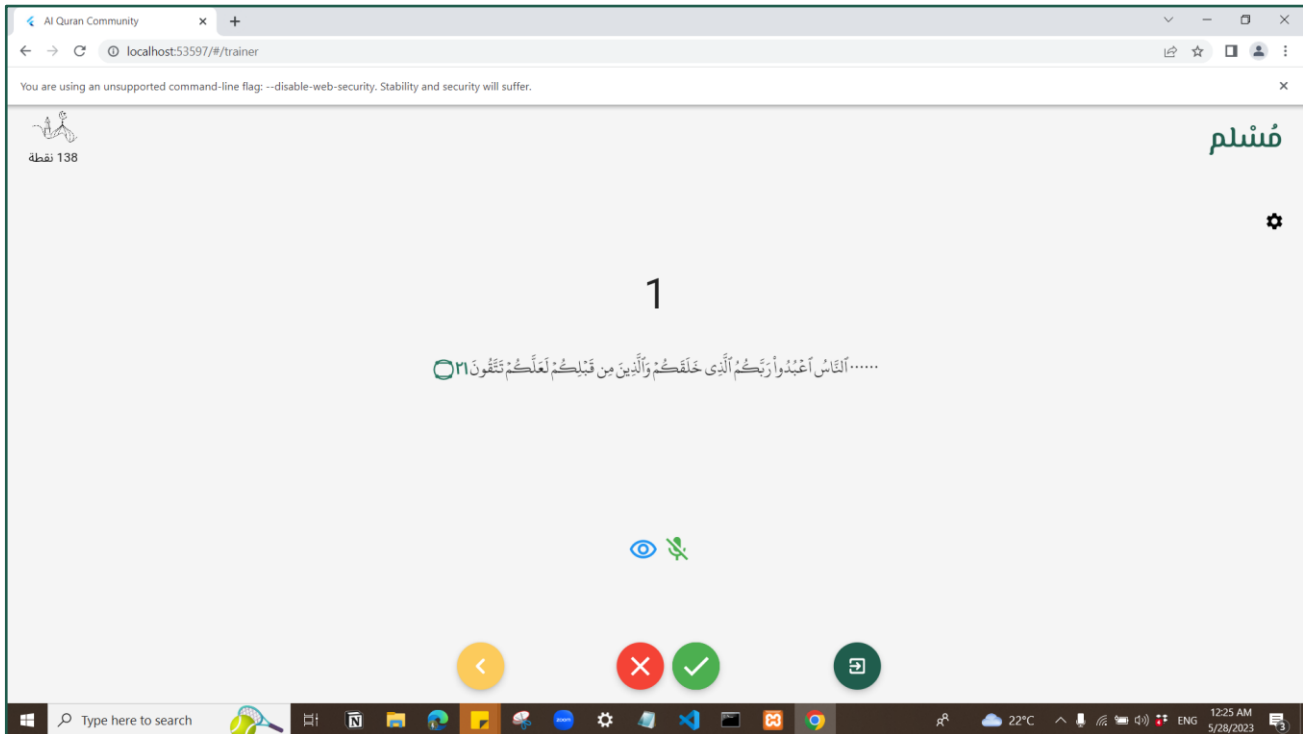 Al Quran Community
localhost:53597/#/trainer
You are using an unsupported command-line flag: --disable-web-security. Stability and security will suffer.
138 نقطة
مُسْلم
1
...... ٱلنَّاسُ ٱعْبُدُوا۟ رَبَّكُمُ ٱلَّذِى خَلَقَكُمْ وَٱلَّذِينَ مِن قَبْلِكُمْ لَعَلَّكُمْ تَتَّقُونَ ٢١
Type here to search
zoom
22°C
ENG
12:25 AM
5/28/2023
3